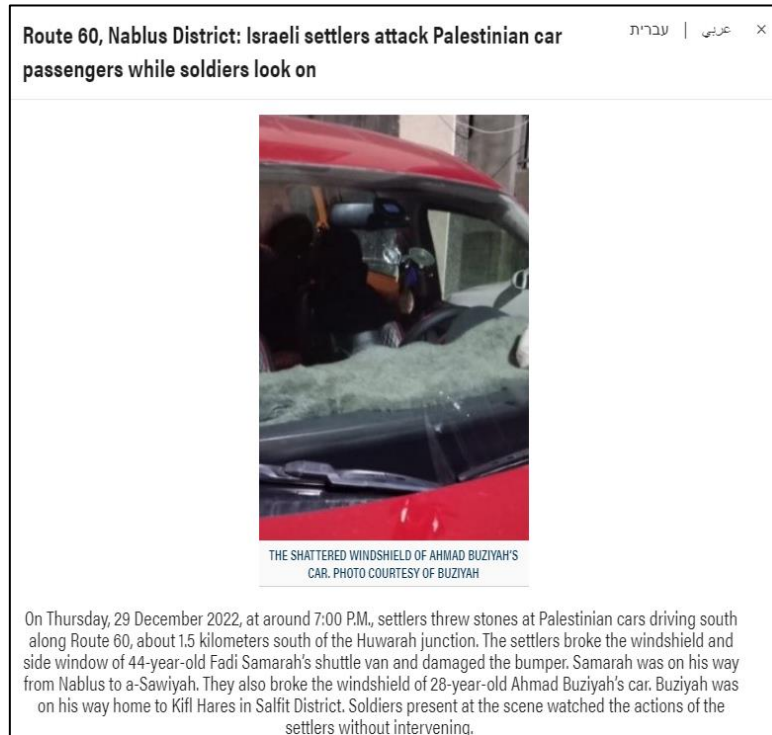 Route 60, Nablus District: Israeli settlers attack Palestinian car
passengers while soldiers look on
עברית | عربي ×
THE SHATTERED WINDSHIELD OF AHMAD BUZIYAH'S
CAR. PHOTO COURTESY OF BUZIYAH
On Thursday, 29 December 2022, at around 7:00 P.M., settlers threw stones at Palestinian cars driving south
along Route 60, about 1.5 kilometers south of the Huwarah junction. The settlers broke the windshield and
side window of 44-year-old Fadi Samarah's shuttle van and damaged the bumper. Samarah was on his way
from Nablus to a-Sawiyah. They also broke the windshield of 28-year-old Ahmad Buziyah's car. Buziyah was
on his way home to Kifl Hares in Salfit District. Soldiers present at the scene watched the actions of the
settlers without intervening.